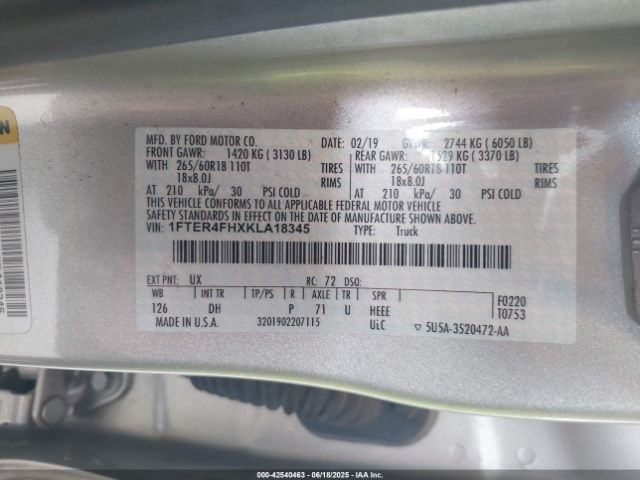 MFD. BY FORD MOTOR CO. DATE: 02/19 GVWR: 2744 KG ( 6050 LB)
FRONT GAWR: 1420 KG ( 3130 LB) REAR GAWR: 1529 KG ( 3370 LB)
WITH 265/60R18 110T TIRES WITH 265/60R18 110T TIRES
18x8.0J RIMS 18x8.0J RIMS
AT 210 kPa/ 30 PSI COLD AT 210 kPa/ 30 PSI COLD
THIS VEHICLE CONFORMS TO ALL APPLICABLE FEDERAL MOTOR VEHICLE
SAFETY STANDARDS IN EFFECT ON THE DATE OF MANUFACTURE SHOWN ABOVE.
VIN: 1FTER4FHXKLA18345 TYPE: Truck
EXT PNT: UX RC: 72 DSO:
WB INT TR TP/PS R AXLE TR SPR F0220
126 DH P 71 U HEEE T0753
MADE IN U.S.A. 3201902207115 UiC 5U5A-3520472-AA
000-42540463 - 06/18/2025 - IAAI.COM